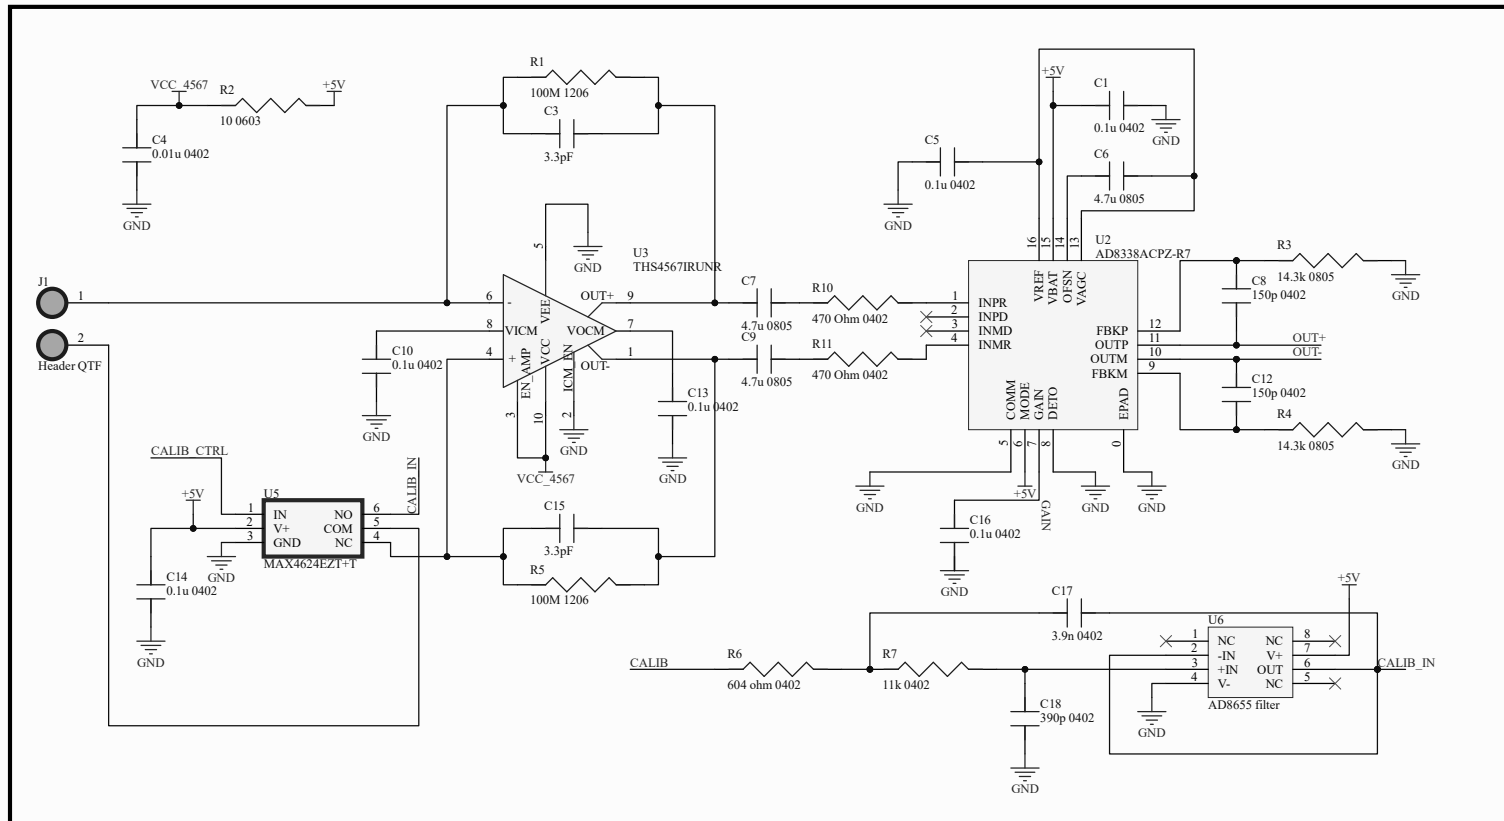 VCC_4567
R2
+5V
10 0603
C4
0.01u 0402
GND
R1
100M 1206
C3
3.3pF
+5V
C1
0.1u 0402
GND
C5
0.1u 0402
GND
C6
4.7u 0805
5
GND
U3
THS4567IRUNR
16
15
14
13
U2
AD8338ACPZ-R7
VREF
VBAT
OFSN
VAGC
R3
14.3k 0805
GND
J1
1
2
Header QTF
6
-
VEE
OUT+
9
8
VICM
VOCM
7
4
+
EN_AMP
VCC
ICM_EN
OUT-
1
3
10
2
GND
VCC_4567
C10
0.1u 0402
GND
C13
0.1u 0402
GND
C7
4.7u 0805
R10
470 Ohm 0402
C9
4.7u 0805
R11
470 Ohm 0402
1
INPR
2
INPD
3
INMD
4
INMR
FBKP
12
OUTP
11
OUTM
10
FBKM
9
C8
150p 0402
OUT+
OUT-
C12
150p 0402
R4
14.3k 0805
GND
COMM
MODE
GAIN
DETO
EPAD
5
6
7
8
0
GND
+5V
GAIN
GND
GND
C16
0.1u 0402
GND
CALIB_CTRL
CALIB_IN
+5V
U5
1
IN
NO
6
2
V+
COM
5
3
GND
NC
4
MAX4624EZT+T
GND
C14
0.1u 0402
GND
C15
3.3pF
R5
100M 1206
C17
3.9n 0402
+5V
CALIB
R6
604 ohm 0402
R7
11k 0402
C18
390p 0402
GND
U6
1
NC
NC
8
2
-IN
V+
7
3
+IN
OUT
6
4
V-
NC
5
AD8655 filter
CALIB_IN
GND